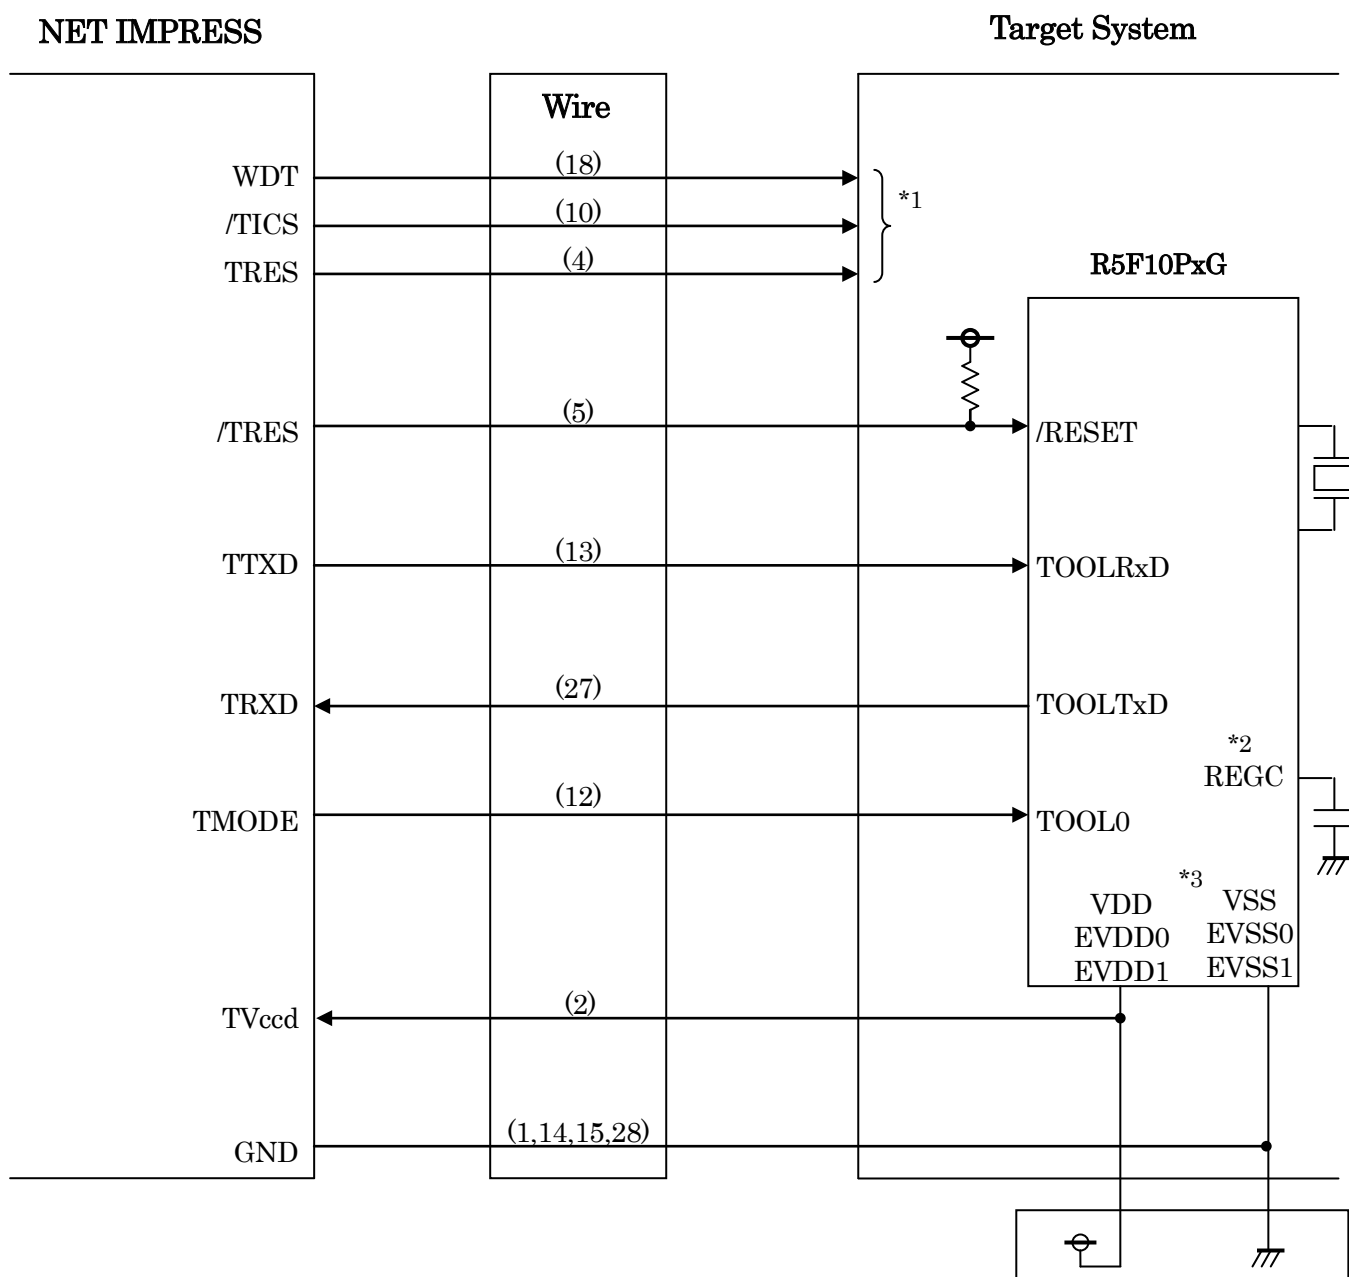 NET IMPRESS
Target System
Wire
WDT
(18)
*1
/TICS
(10)
TRES
(4)
R5F10PxG
/TRES
(5)
/RESET
TTXD
(13)
TOOLRxD
TRXD
(27)
TOOLTxD
*2
REGC
TMODE
(12)
TOOL0
*3
VDD
VSS
EVDD0
EVSS0
EVDD1
EVSS1
TVccd
(2)
GND
(1,14,15,28)